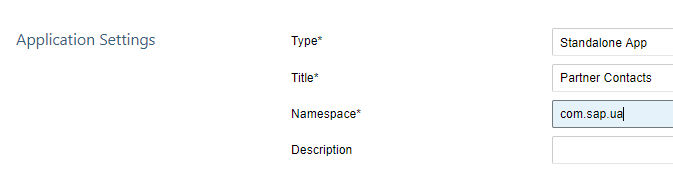 Application Settings
Type* Standalone App
Title* Partner Contacts
Namespace* com.sap.ua
Description